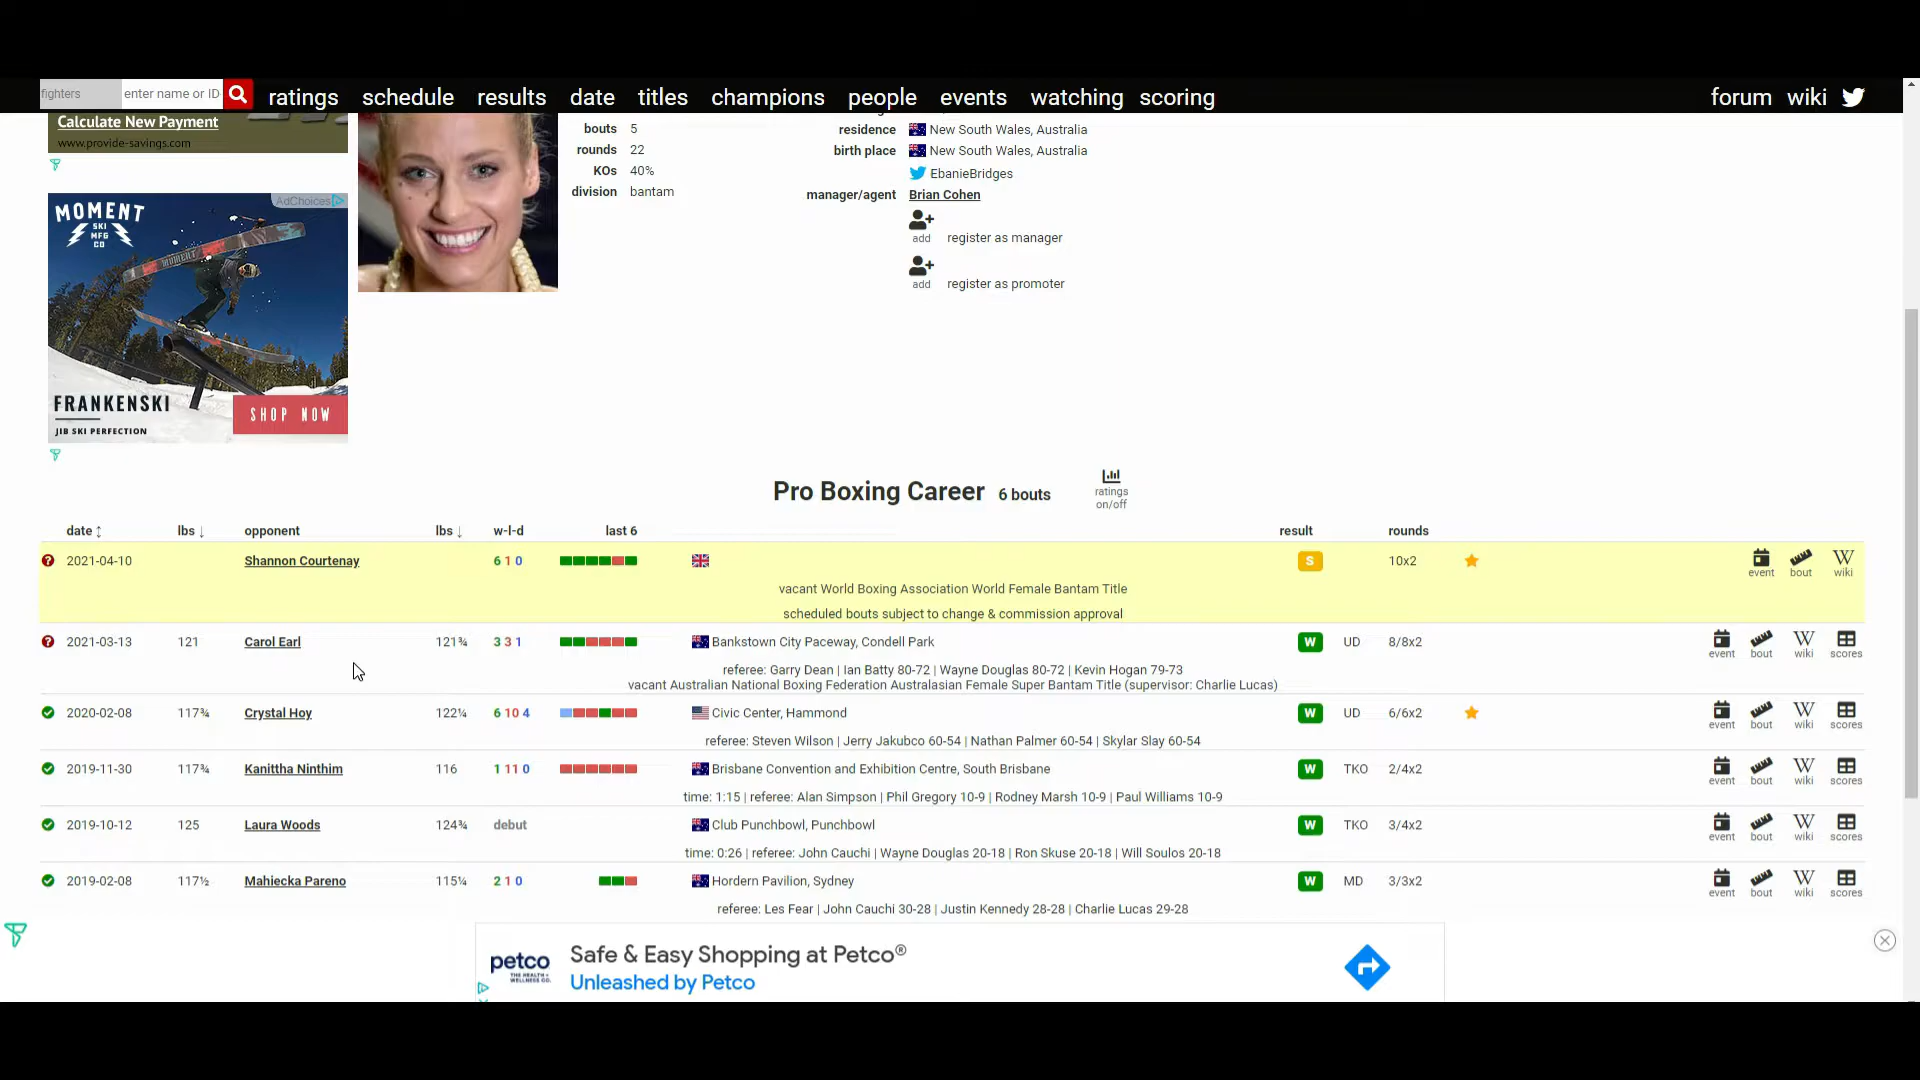 fighters enter name or ID ratings schedule results date titles champions people events watching scoring forum wiki
Calculate New Payment
www.provide-savings.com
bouts 5
rounds 22
KOs 40%
division bantam
residence New South Wales, Australia
birth place New South Wales, Australia
EbanieBridges
manager/agent Brian Cohen
add register as manager
add register as promoter
AdChoices
MOMENT
SKI
MFG
CO
FRANKENSKI
JIB SKI PERFECTION
SHOP NOW
Pro Boxing Career 6 bouts
ratings
on/off
date lbs opponent lbs w-l-d last 6 result rounds
2021-04-10 Shannon Courtenay 6 1 0 S 10x2 event bout wiki
vacant World Boxing Association World Female Bantam Title
scheduled bouts subject to change & commission approval
2021-03-13 121 Carol Earl 121¾ 3 3 1 Bankstown City Paceway, Condell Park W UD 8/8x2 event bout wiki scores
referee: Garry Dean | Ian Batty 80-72 | Wayne Douglas 80-72 | Kevin Hogan 79-73
vacant Australian National Boxing Federation Australasian Female Super Bantam Title (supervisor: Charlie Lucas)
2020-02-08 117¾ Crystal Hoy 122¼ 6 10 4 Civic Center, Hammond W UD 6/6x2 event bout wiki scores
referee: Steven Wilson | Jerry Jakubco 60-54 | Nathan Palmer 60-54 | Skylar Slay 60-54
2019-11-30 117¾ Kanittha Ninthim 116 1 11 0 Brisbane Convention and Exhibition Centre, South Brisbane W TKO 2/4x2 event bout wiki scores
time: 1:15 | referee: Alan Simpson | Phil Gregory 10-9 | Rodney Marsh 10-9 | Paul Williams 10-9
2019-10-12 125 Laura Woods 124¾ debut Club Punchbowl, Punchbowl W TKO 3/4x2 event bout wiki scores
time: 0:26 | referee: John Cauchi | Wayne Douglas 20-18 | Ron Skuse 20-18 | Will Soulos 20-18
2019-02-08 117½ Mahiecka Pareno 115¼ 2 1 0 Hordern Pavilion, Sydney W MD 3/3x2 event bout wiki scores
referee: Les Fear | John Cauchi 30-28 | Justin Kennedy 28-28 | Charlie Lucas 29-28
petco
THE HEALTH +
WELLNESS CO.
Safe & Easy Shopping at Petco®
Unleashed by Petco